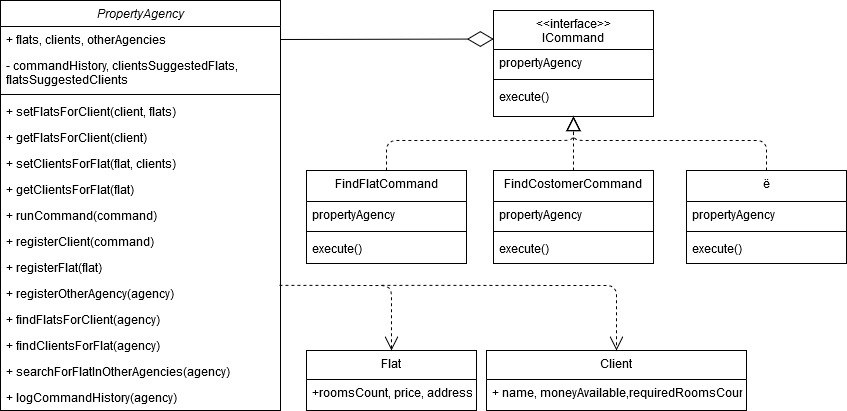 PropertyAgency
+ flats, clients, otherAgencies
- commandHistory, clientsSuggestedFlats,
flatsSuggestedClients
+ setFlatsForClient(client, flats)
+ getFlatsForClient(client)
+ setClientsForFlat(flat, clients)
+ getClientsForFlat(flat)
+ runCommand(command)
+ registerClient(command)
+ registerFlat(flat)
+ registerOtherAgency(agency)
+ findFlatsForClient(agency)
+ findClientsForFlat(agency)
+ searchForFlatInOtherAgencies(agency)
+ logCommandHistory(agency)
<<interface>>
ICommand
propertyAgency
execute()
FindFlatCommand
propertyAgency
execute()
FindCostomerCommand
propertyAgency
execute()
ё
propertyAgency
execute()
Flat
+roomsCount, price, address
Client
+ name, moneyAvailable,requiredRoomsCour